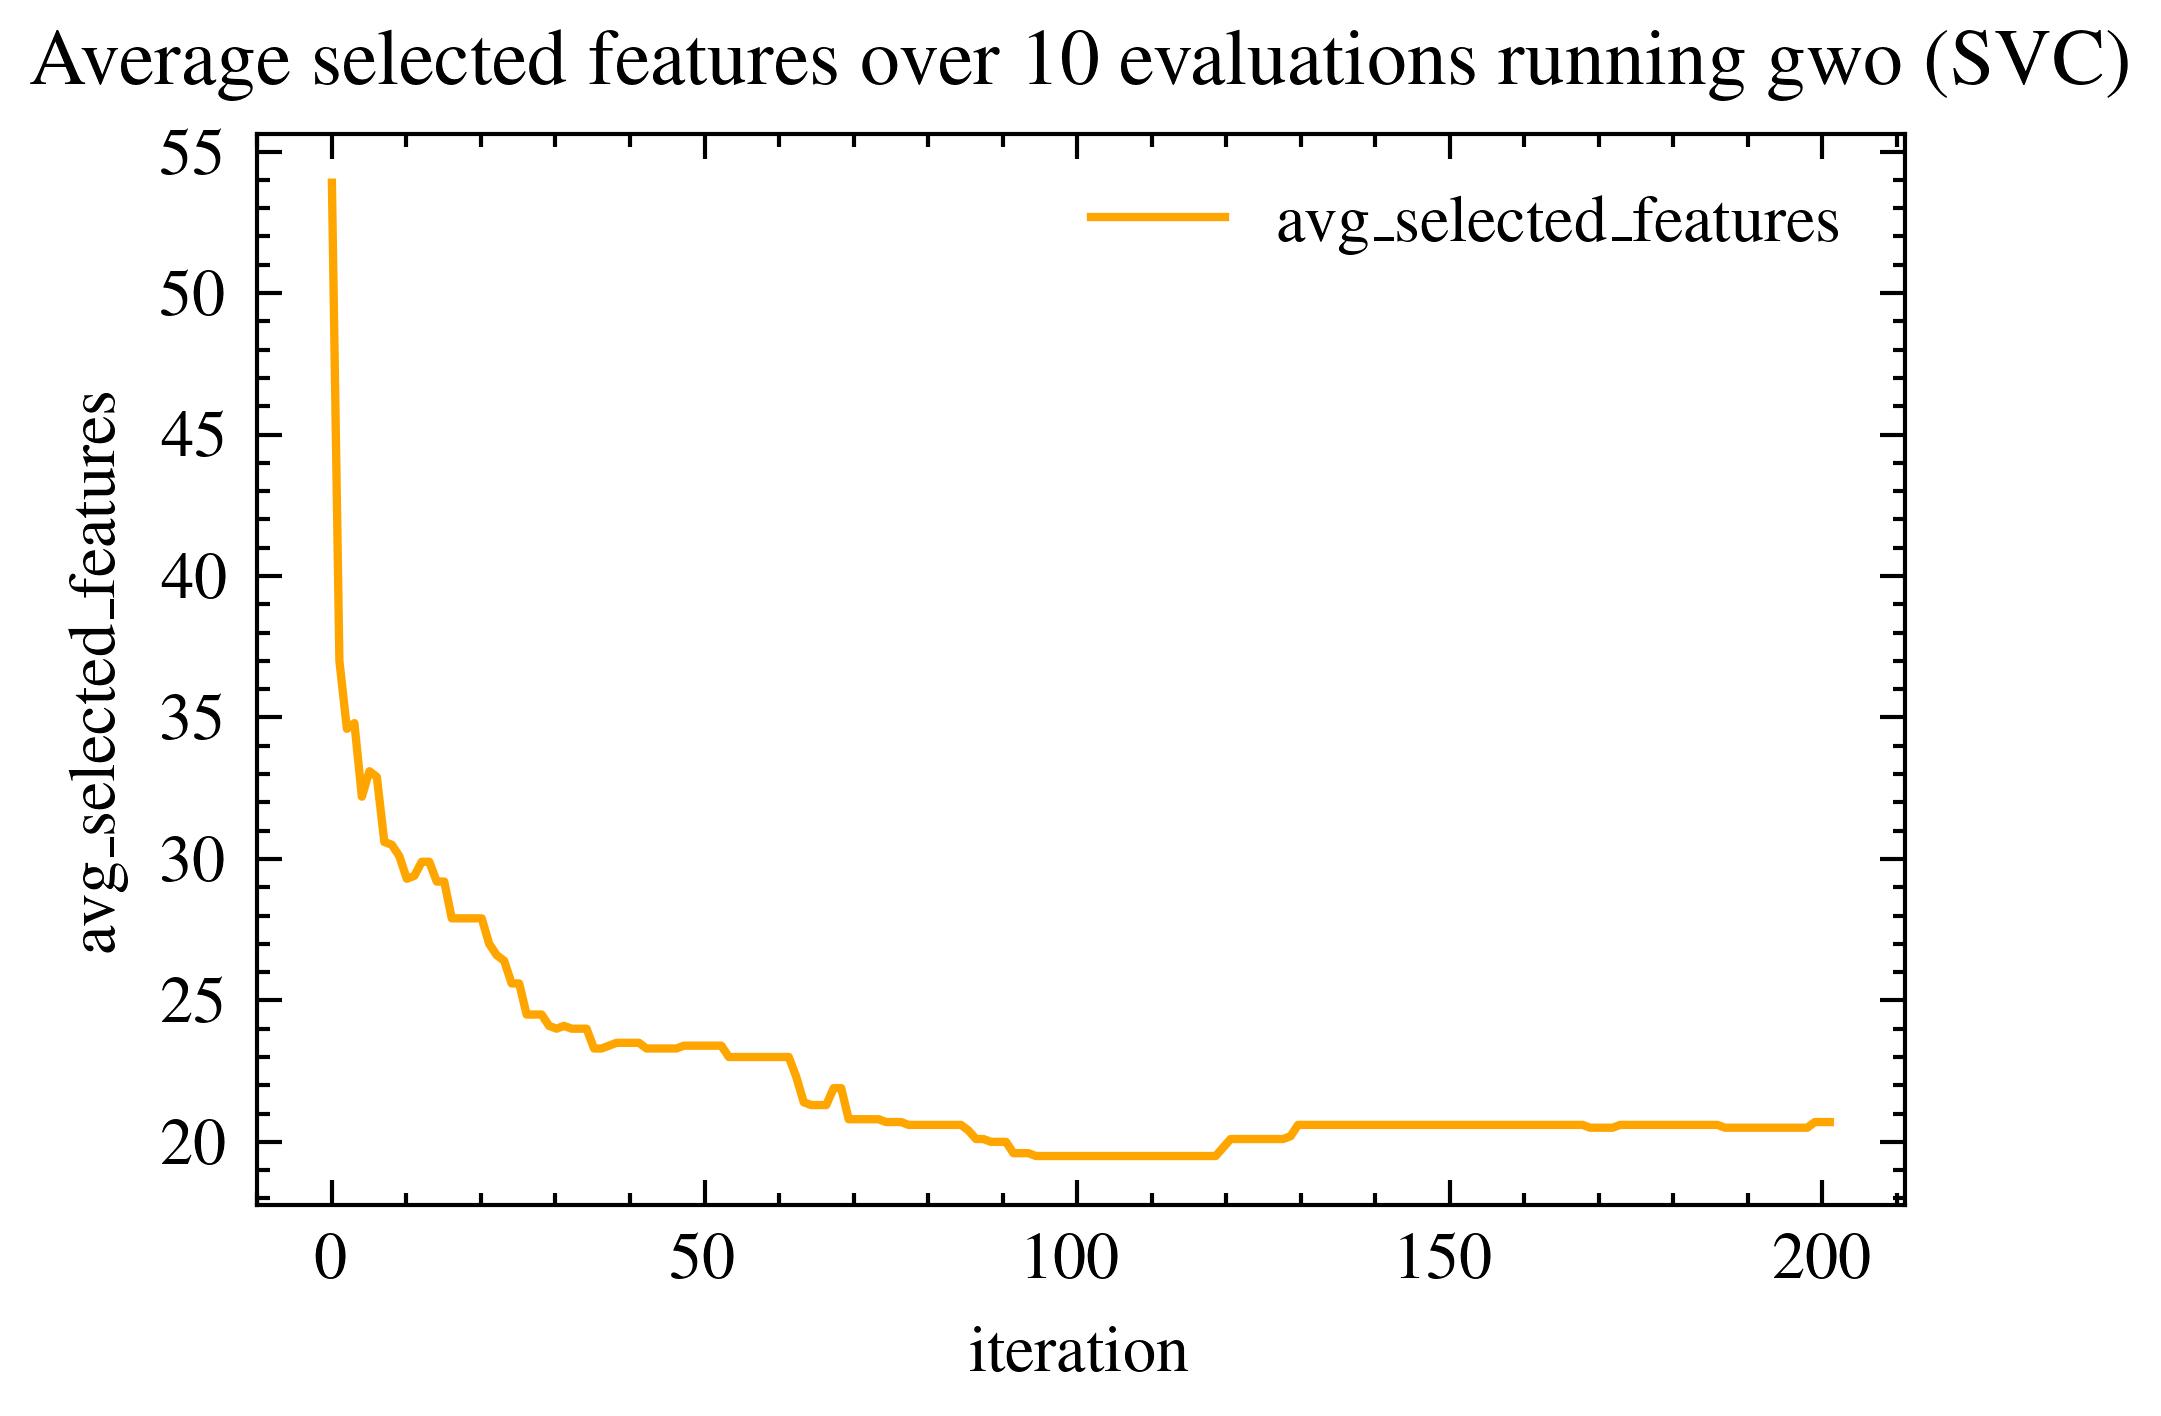 Average selected features over 10 evaluations running gwo (SVC)
avg_selected_features
55
50
45
40
35
30
25
20
avg_selected_features
0 50 100 150 200
iteration